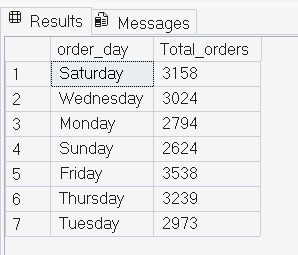 Results Messages
order_day Total_orders
1 Saturday 3158
2 Wednesday 3024
3 Monday 2794
4 Sunday 2624
5 Friday 3538
6 Thursday 3239
7 Tuesday 2973